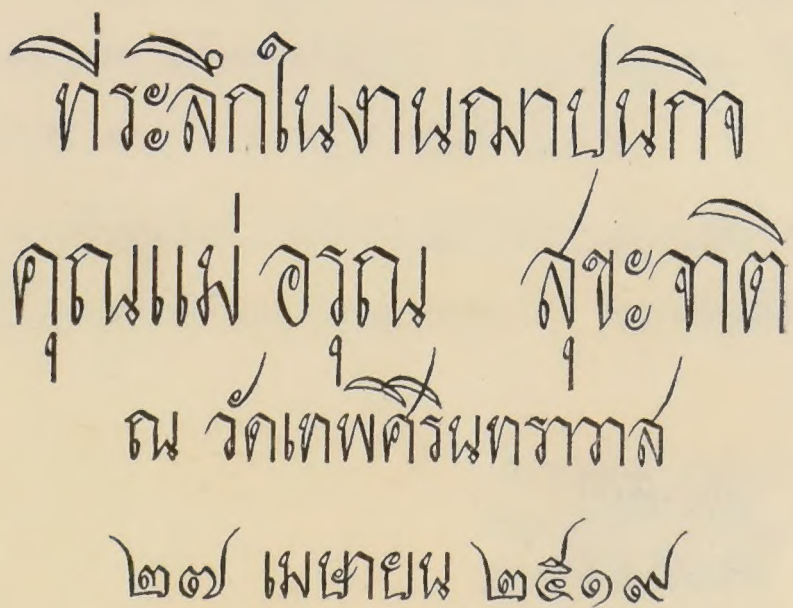 ที่ระลึกในงานฌาปนกิจ
คุณแม่ อรุณ สุขะจาติ
ณ วัดเทพศิรินทราวาส
๒๗ เมษายน ๒๕๑๙